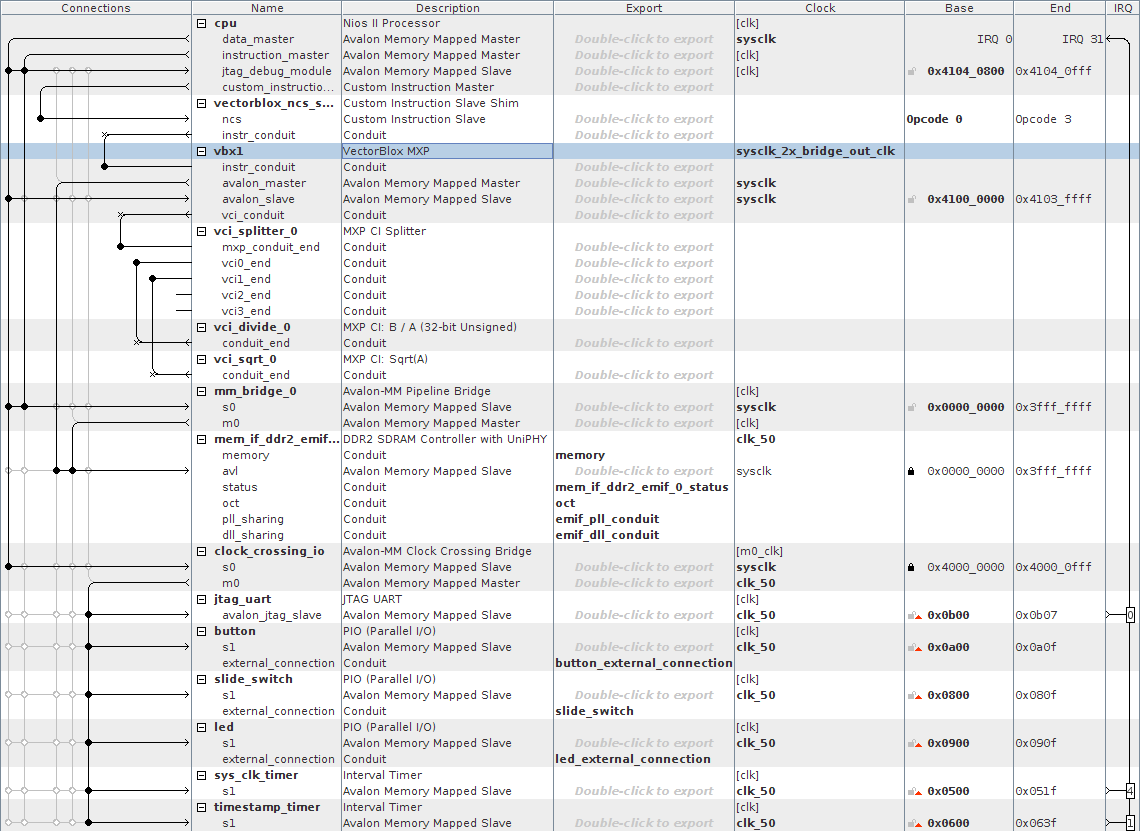 Connections Name Description Export Clock Base End IRQ
cpu Nios II Processor [clk]
data_master Avalon Memory Mapped Master Double-click to export sysclk IRQ 0 IRQ 31
instruction_master Avalon Memory Mapped Master Double-click to export [clk]
jtag_debug_module Avalon Memory Mapped Slave Double-click to export [clk] 0x4104_0800 0x4104_0fff
custom_instructio... Custom Instruction Master Double-click to export
vectorblox_ncs_s... Custom Instruction Slave Shim
ncs Custom Instruction Slave Double-click to export Opcode 0 Opcode 3
instr_conduit Conduit Double-click to export
vbx1 VectorBlox MXP sysclk_2x_bridge_out_clk
instr_conduit Conduit Double-click to export
avalon_master Avalon Memory Mapped Master Double-click to export sysclk
avalon_slave Avalon Memory Mapped Slave Double-click to export sysclk 0x4100_0000 0x4103_ffff
vci_conduit Conduit Double-click to export
vci_splitter_0 MXP CI Splitter
mxp_conduit_end Conduit Double-click to export
vci0_end Conduit Double-click to export
vci1_end Conduit Double-click to export
vci2_end Conduit Double-click to export
vci3_end Conduit Double-click to export
vci_divide_0 MXP CI: B / A (32-bit Unsigned)
conduit_end Conduit Double-click to export
vci_sqrt_0 MXP CI: Sqrt(A)
conduit_end Conduit Double-click to export
mm_bridge_0 Avalon-MM Pipeline Bridge [clk]
s0 Avalon Memory Mapped Slave Double-click to export sysclk 0x0000_0000 0x3fff_ffff
m0 Avalon Memory Mapped Master Double-click to export [clk]
mem_if_ddr2_emif... DDR2 SDRAM Controller with UniPHY clk_50
memory Conduit memory
avl Avalon Memory Mapped Slave Double-click to export sysclk 0x0000_0000 0x3fff_ffff
status Conduit mem_if_ddr2_emif_0_status
oct Conduit oct
pll_sharing Conduit emif_pll_conduit
dll_sharing Conduit emif_dll_conduit
clock_crossing_io Avalon-MM Clock Crossing Bridge [m0_clk]
s0 Avalon Memory Mapped Slave Double-click to export sysclk 0x4000_0000 0x4000_0fff
m0 Avalon Memory Mapped Master Double-click to export clk_50
jtag_uart JTAG UART [clk]
avalon_jtag_slave Avalon Memory Mapped Slave Double-click to export clk_50 0x0b00 0x0b07 0
button PIO (Parallel I/O) [clk]
s1 Avalon Memory Mapped Slave Double-click to export clk_50 0x0a00 0x0a0f
external_connection Conduit button_external_connection
slide_switch PIO (Parallel I/O) [clk]
s1 Avalon Memory Mapped Slave Double-click to export clk_50 0x0800 0x080f
external_connection Conduit slide_switch
led PIO (Parallel I/O) [clk]
s1 Avalon Memory Mapped Slave Double-click to export clk_50 0x0900 0x090f
external_connection Conduit led_external_connection
sys_clk_timer Interval Timer [clk]
s1 Avalon Memory Mapped Slave Double-click to export clk_50 0x0500 0x051f 4
timestamp_timer Interval Timer [clk]
s1 Avalon Memory Mapped Slave Double-click to export clk_50 0x0600 0x063f 1